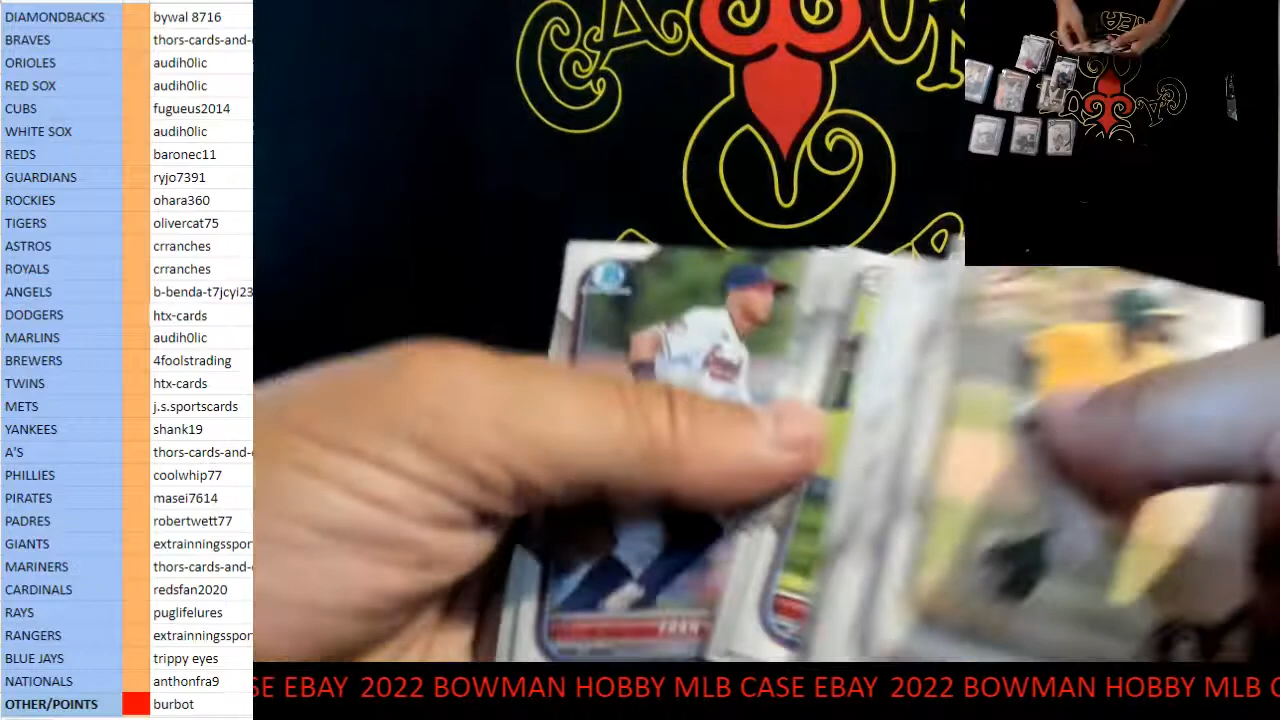 DIAMONDBACKS bywal 8716
BRAVES thors-cards-and-
ORIOLES audih0lic
RED SOX audih0lic
CUBS fugueus2014
WHITE SOX audih0lic
REDS baronec11
GUARDIANS ryjo7391
ROCKIES ohara360
TIGERS olivercat75
ASTROS crranches
ROYALS crranches
ANGELS b-benda-t7jcyi23
DODGERS htx-cards
MARLINS audih0lic
BREWERS 4foolstrading
TWINS htx-cards
METS j.s.sportscards
YANKEES shank19
A'S thors-cards-and-
PHILLIES coolwhip77
PIRATES masei7614
PADRES robertwett77
GIANTS extrainningsspor
MARINERS thors-cards-and-
CARDINALS redsfan2020
RAYS puglifelures
RANGERS extrainningsspor
BLUE JAYS trippy eyes
NATIONALS anthonfra9
OTHER/POINTS burbot
SE EBAY 2022 BOWMAN HOBBY MLB CASE EBAY 2022 BOWMAN HOBBY MLB C